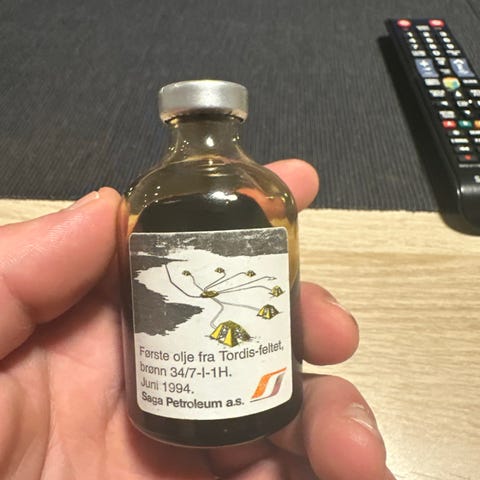 Første olje fra Tordis-feltet,
brønn 34/7-I-1H.
Juni 1994.
Saga Petroleum a.s.